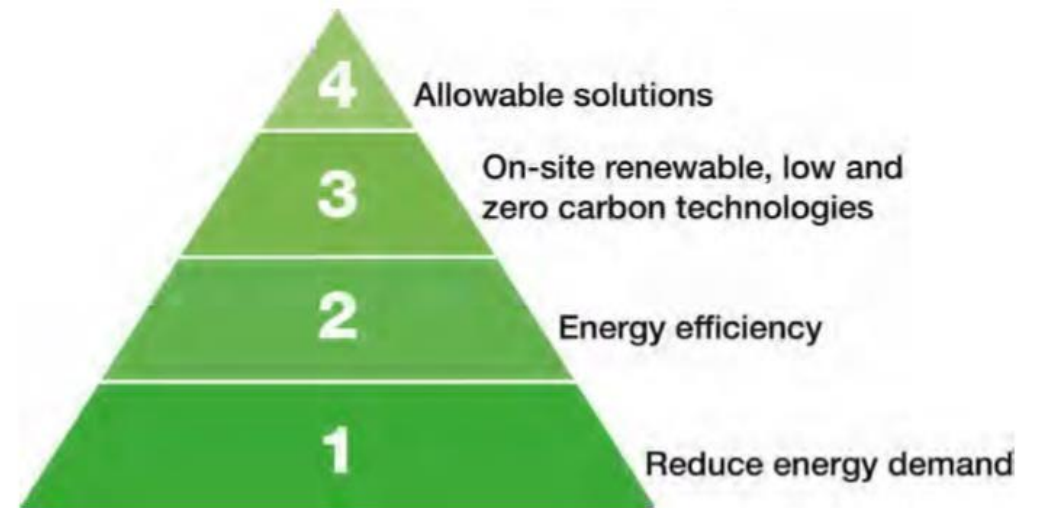 4
Allowable solutions
3
On-site renewable, low and
zero carbon technologies
2
Energy efficiency
1
Reduce energy demand